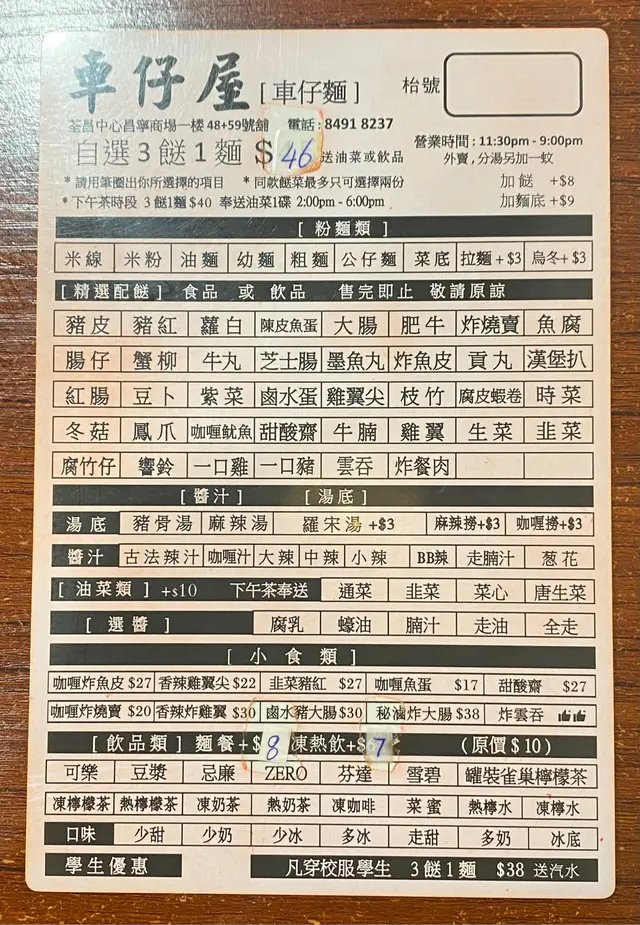 車仔屋 [車仔麵] 枱號
荃昌中心昌寧商場一楼48+59號舖 電話:8491 8237
自選3餸1麵 $46 送油菜或飲品
營業時間:11:30pm - 9:00pm
外賣,分湯另加一蚊
*請用筆圈出你所選擇的項目 *同款餸菜最多只可選擇兩份
加餸 +$8
*下午茶時段 3餸1麵 $40 奉送油菜1碟 2:00pm - 6:00pm
加麵底 +$9
[粉麵類]
米線 米粉 油麵 幼麵 粗麵 公仔麵 菜底 拉麵+$3 烏冬+$3
[精選配餸] 食品 或 飲品 售完即止 敬請原諒
豬皮 豬紅 蘿白 陳皮魚蛋 大腸 肥牛 炸燒賣 魚腐
腸仔 蟹柳 牛丸 芝士腸 墨魚丸 炸魚皮 貢丸 漢堡扒
紅腸 豆卜 紫菜 鹵水蛋 雞翼尖 枝竹 腐皮蝦卷 時菜
冬菇 鳳爪 咖喱魷魚 甜酸齋 牛腩 雞翼 生菜 韭菜
腐竹仔 響鈴 一口雞 一口豬 雲吞 炸餐肉
[醬汁] [湯底]
湯底 豬骨湯 麻辣湯 羅宋湯+$3 麻辣撈+$3 咖喱撈+$3
醬汁 古法辣汁 咖喱汁 大辣 中辣 小辣 BB辣 走腩汁 葱花
[油菜類] +$10 下午茶奉送 通菜 韭菜 菜心 唐生菜
[選醬] 腐乳 蠔油 腩汁 走油 全走
[小食類]
咖喱炸魚皮 $27 香辣雞翼尖 $22 韭菜豬紅 $27 咖喱魚蛋 $17 甜酸齋 $27
咖喱炸燒賣 $20 香辣炸雞翼 $30 鹵水豬大腸 $30 秘滷炸大腸 $38 炸雲吞
[飲品類] 麵餐+$8 凍熱飲+$7 (原價$10)
可樂 豆漿 忌廉 ZERO 芬達 雪碧 罐裝雀巢檸檬茶
凍檸檬茶 熱檸檬茶 凍奶茶 熱奶茶 凍咖啡 菜蜜 熱檸水 凍檸水
口味 少甜 少奶 少冰 多冰 走甜 多奶 冰底
學生優惠 凡穿校服學生 3餸1麵 $38 送汽水